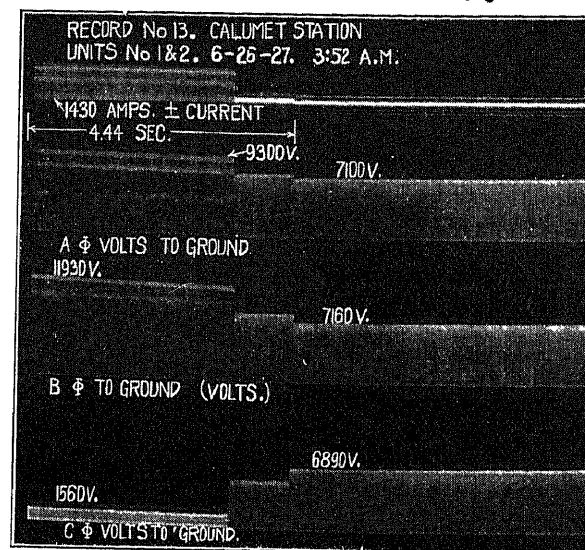 RECORD No 13. CALUMET STATION
UNITS No 1&2. 6-26-27. 3:52 A.M.
1430 AMPS. ± CURRENT
4.44 SEC.
9300V.
7100V.
A Φ VOLTS TO GROUND.
11930V.
7160V.
B Φ TO GROUND (VOLTS.)
6890V.
1560V.
C Φ VOLTS TO GROUND.